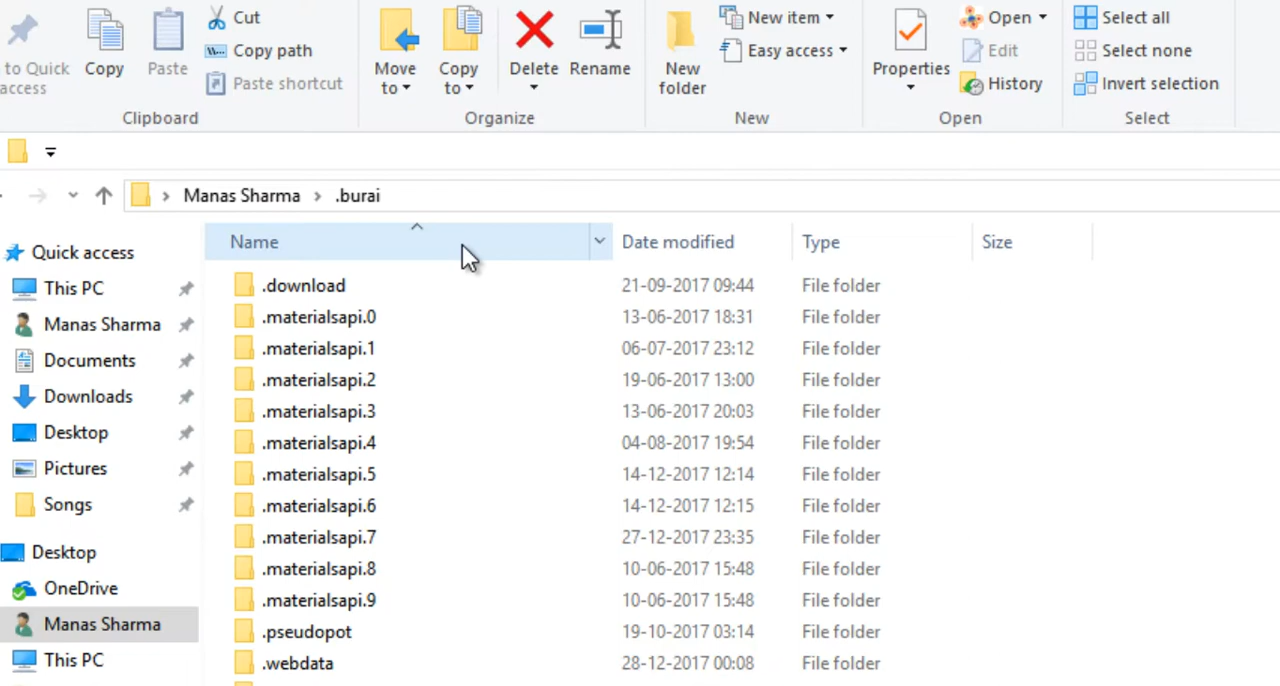 Cut
New item
Open
Select all
Copy path
Easy access
Edit
Select none
to Quick
access
Copy
Paste
Paste shortcut
Move
to
Copy
to
Delete
Rename
New
folder
Properties
History
Invert selection
Clipboard
Organize
New
Open
Select
Manas Sharma
.burai
Name
Date modified
Type
Size
Quick access
This PC
Manas Sharma
Documents
Downloads
Desktop
Pictures
Songs
Desktop
OneDrive
Manas Sharma
This PC
.download 21-09-2017 09:44 File folder
.materialsapi.0 13-06-2017 18:31 File folder
.materialsapi.1 06-07-2017 23:12 File folder
.materialsapi.2 19-06-2017 13:00 File folder
.materialsapi.3 13-06-2017 20:03 File folder
.materialsapi.4 04-08-2017 19:54 File folder
.materialsapi.5 14-12-2017 12:14 File folder
.materialsapi.6 14-12-2017 12:15 File folder
.materialsapi.7 27-12-2017 23:35 File folder
.materialsapi.8 10-06-2017 15:48 File folder
.materialsapi.9 10-06-2017 15:48 File folder
.pseudopot 19-10-2017 03:14 File folder
.webdata 28-12-2017 00:08 File folder